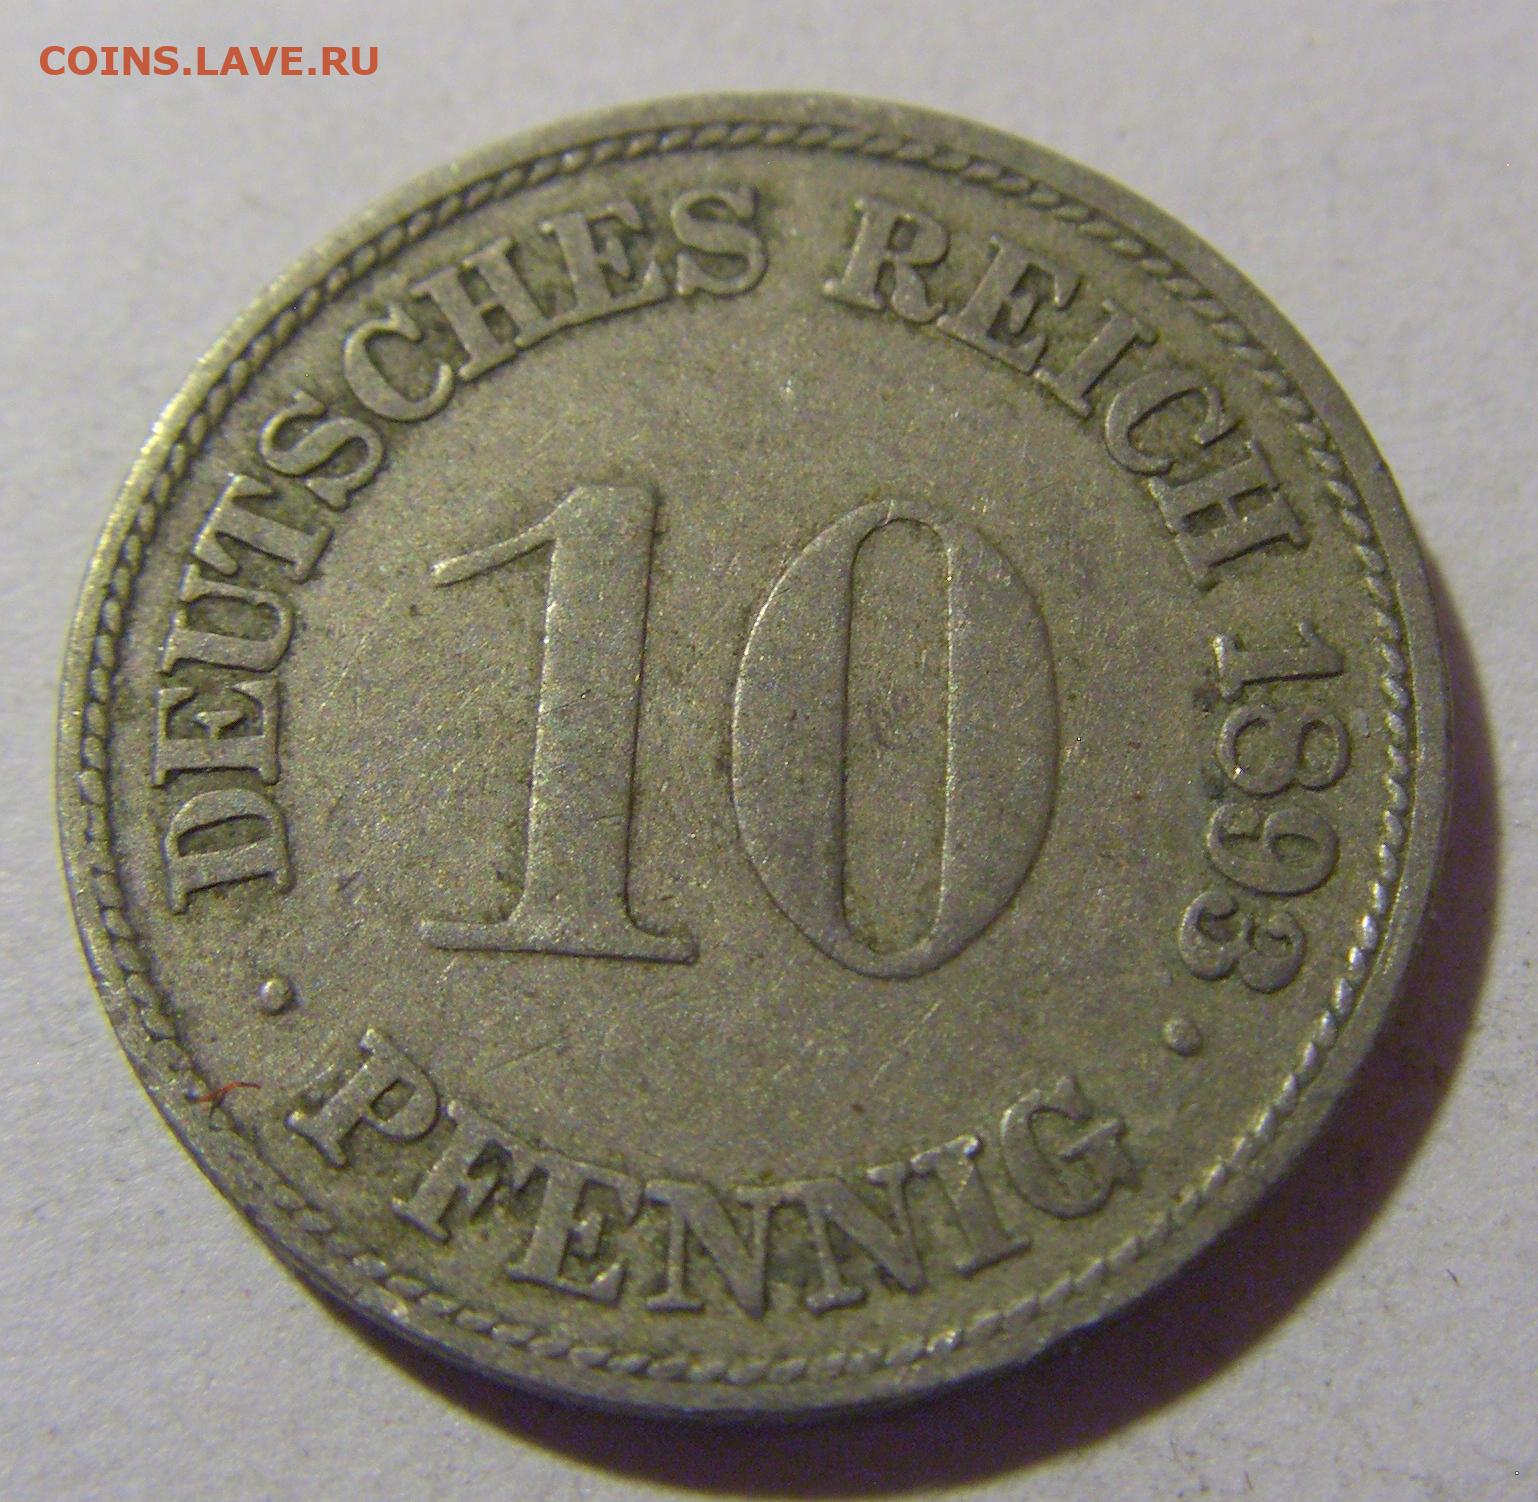 COINS.LAVE.RU
· DEUTSCHES REICH 1893 ·
10
PFENNIG